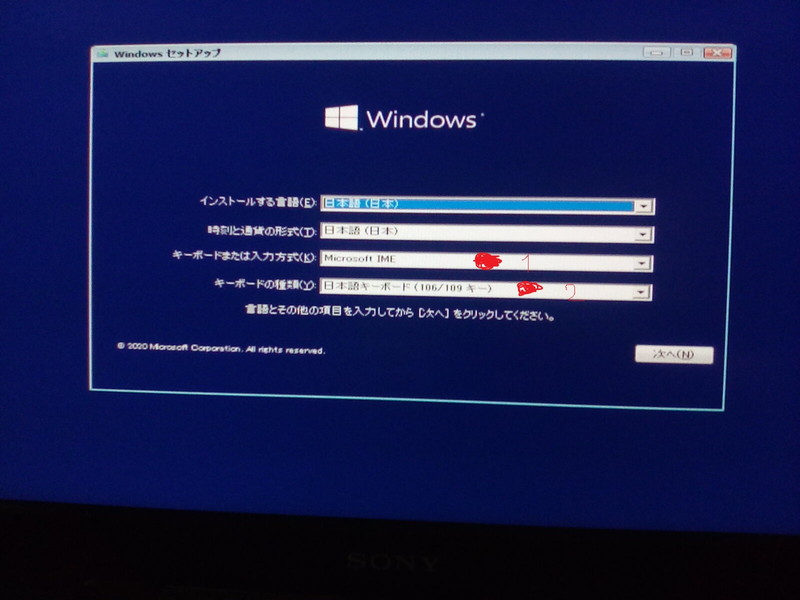 Windows セットアップ
Windows
インストールする言語(E): 日本語 (日本)
時刻と通貨の形式(T): 日本語 (日本)
キーボードまたは入力方式(K): Microsoft IME 1
キーボードの種類(Y): 日本語キーボード (106/109 キー) 2
言語とその他の項目を入力してから [次へ] をクリックしてください。
© 2020 Microsoft Corporation. All rights reserved.
次へ(N)
SONY